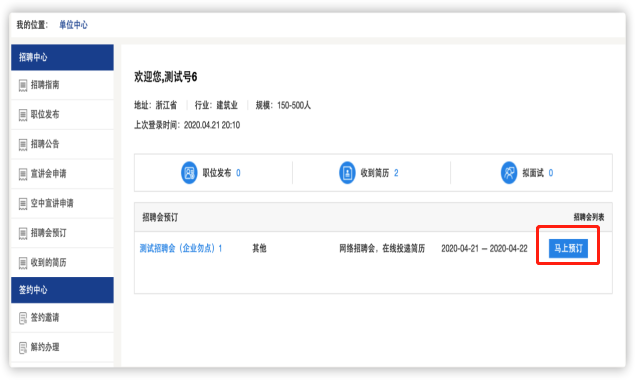 我的位置： 单位中心
招聘中心
招聘指南
职位发布
招聘公告
宣讲会申请
空中宣讲申请
招聘会预订
收到的简历
签约中心
签约邀请
解约办理
欢迎您,测试号6
地址：浙江省 行业：建筑业 规模：150-500人
上次登录时间：2020.04.21 20:10
职位发布 0 收到简历 2 拟面试 0
招聘会预订 招聘会列表
测试招聘会（企业勿点）1 其他 网络招聘会，在线投递简历 2020-04-21 — 2020-04-22 马上预订